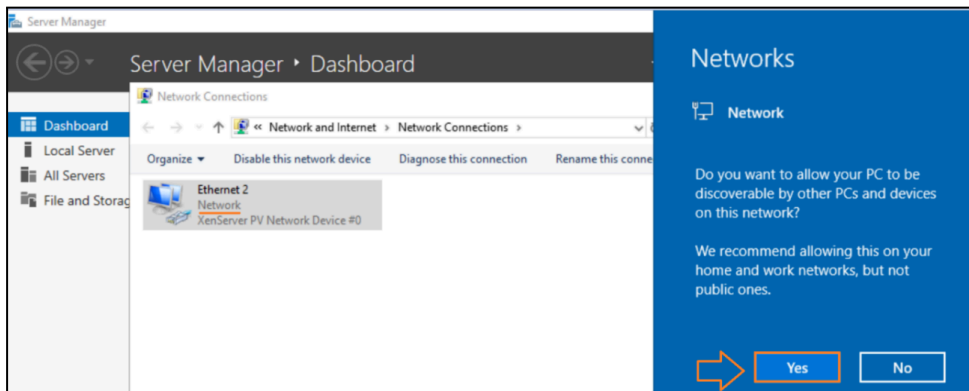 Server Manager
Server Manager ‣ Dashboard
Network Connections
« Network and Internet › Network Connections ›
Organize
Disable this network device
Diagnose this connection
Rename this conne
Dashboard
Local Server
All Servers
File and Storag
Ethernet 2
Network
XenServer PV Network Device #0
Networks
Network
Do you want to allow your PC to be
discoverable by other PCs and devices
on this network?
We recommend allowing this on your
home and work networks, but not
public ones.
Yes
No